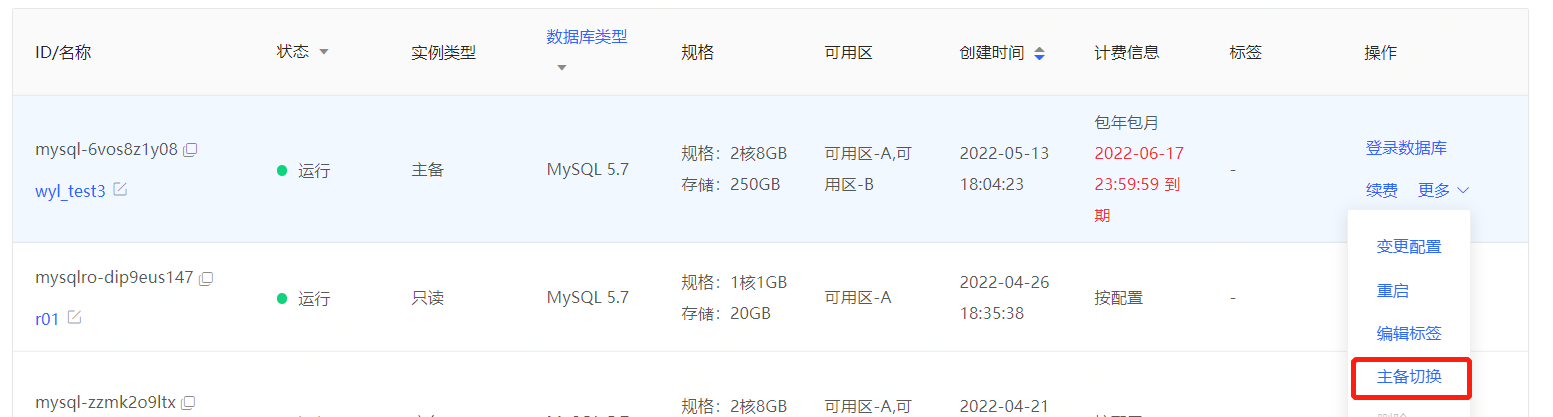 ID/名称 状态 实例类型 数据库类型 规格 可用区 创建时间 计费信息 标签 操作
mysql-6vos8z1y08
wyl_test3
运行
主备
MySQL 5.7
规格：2核8GB
存储：250GB
可用区-A,可
用区-B
2022-05-13
18:04:23
包年包月
2022-06-17
23:59:59 到
期
-
登录数据库
续费 更多
变更配置
重启
编辑标签
主备切换
mysqlro-dip9eus147
r01
运行
只读
MySQL 5.7
规格：1核1GB
存储：20GB
可用区-A
2022-04-26
18:35:38
按配置
-
mysql-zzmk2o9ltx
规格：2核8GB
可用区-A,可
2022-04-21